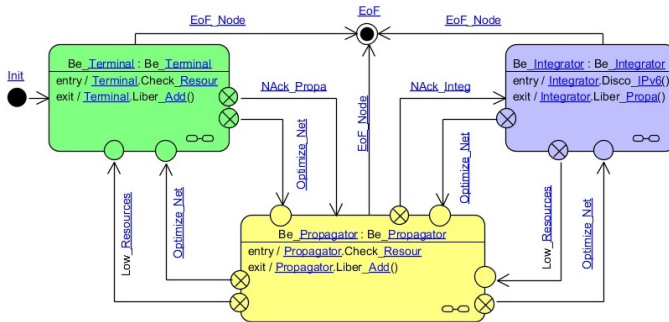 EoF_Node
EoF
EoF_Node
Init
Be_Terminal : Be_Terminal
entry / Terminal.Check_Resour
exit / Terminal.Liber_Add()
Be_Integrator : Be_Integrator
entry / Integrator.Disco_IPv6()
exit / Integrator.Liber_Propa()
NAck_Propa
NAck_Integ
EoF_Node
Optimize_Net
Optimize_Net
Low_Resources
Optimize_Net
Low_Resources
Optimize_Net
Be_Propagator : Be_Propagator
entry / Propagator.Check_Resour
exit / Propagator.Liber_Add()